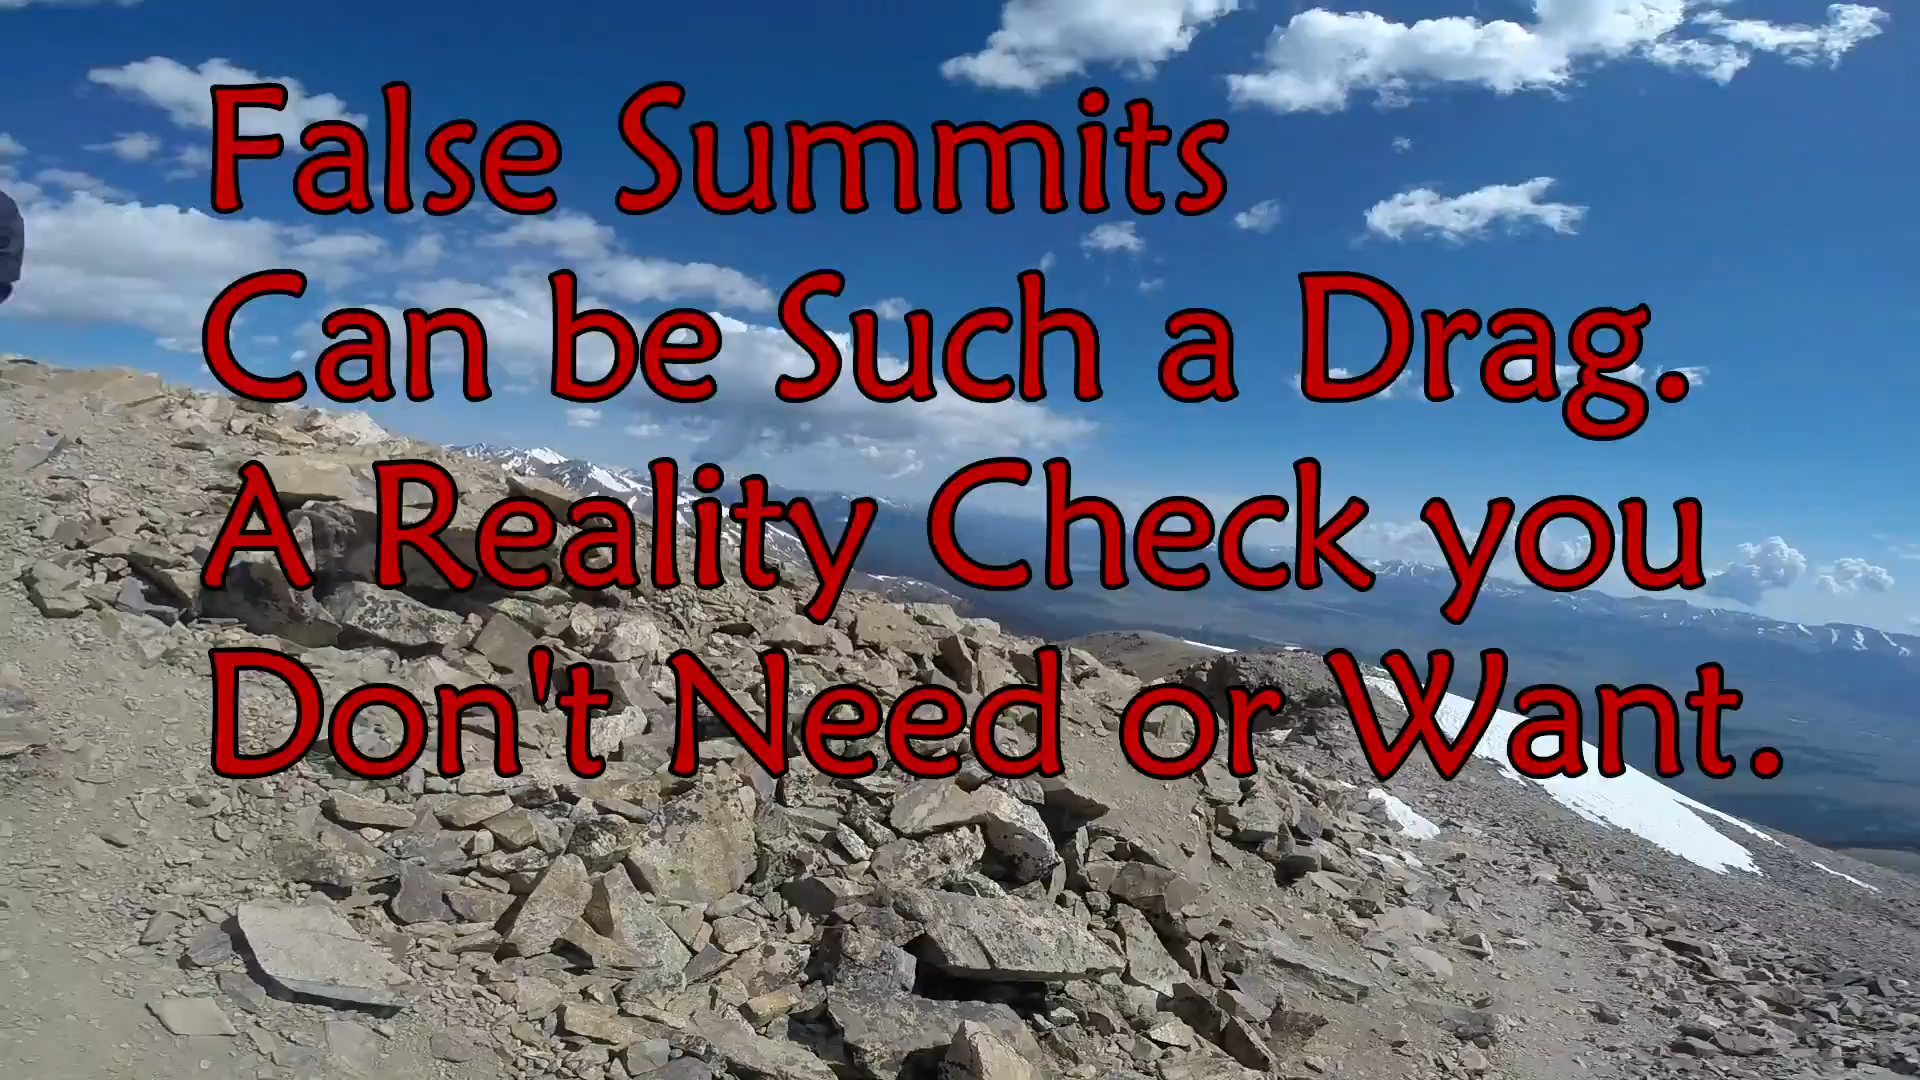 False Summits
Can be Such a Drag.
A Reality Check you
Don't Need or Want.